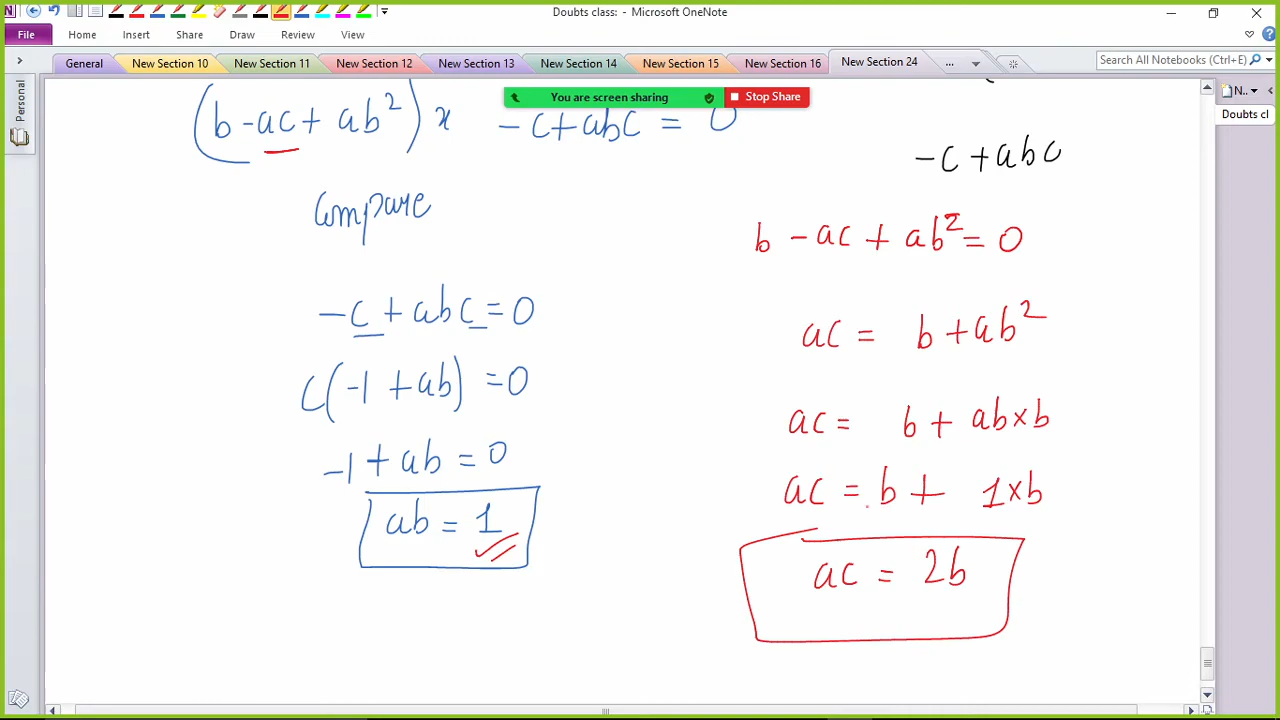 Doubts class: - Microsoft OneNote
File Home Insert Share Draw Review View
General New Section 10 New Section 11 New Section 12 New Section 13 New Section 14 New Section 15 New Section 16 New Section 24 ... Search All Notebooks (Ctrl+E)
You are screen sharing Stop Share
Personal
N..
Doubts cl
(b - ac + ab²) x - c + abc = 0
- c + abc
Compare
b - ac + ab² = 0
- c + abc = 0
ac = b + ab²
c(-1 + ab) = 0
ac = b + ab×b
-1 + ab = 0
ac = b + 1×b
ab = 1
ac = 2b